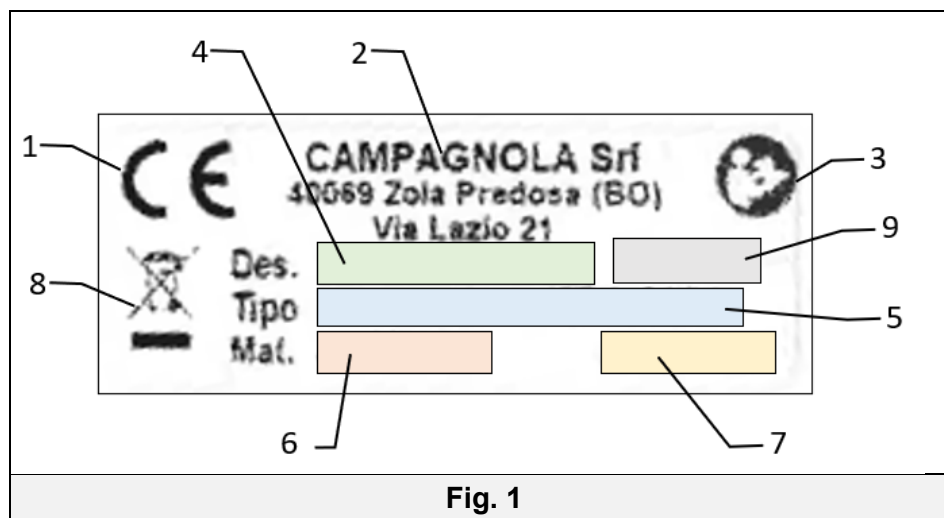 4 2
1 CE CAMPAGNOLA Srl 3
40069 Zola Predosa (BO)
Via Lazio 21
9
8 Des.
Tipo 5
Mat.
6 7
Fig. 1